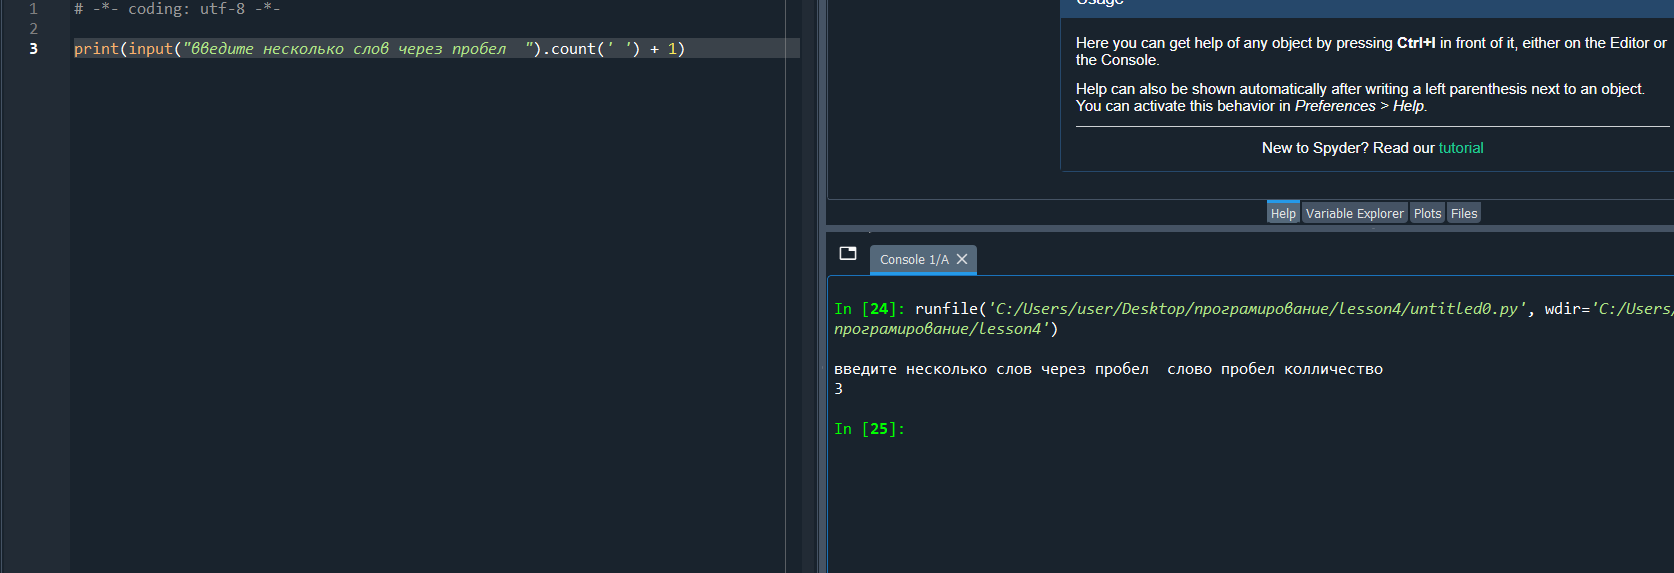 1 # -*- coding: utf-8 -*-
2
3 print(input("введите несколько слов через пробел  ").count(' ') + 1)
Usage
Here you can get help of any object by pressing Ctrl+I in front of it, either on the Editor or
the Console.
Help can also be shown automatically after writing a left parenthesis next to an object.
You can activate this behavior in Preferences > Help.
New to Spyder? Read our tutorial
Help Variable Explorer Plots Files
Console 1/A
In [24]: runfile('C:/Users/user/Desktop/програмирование/lesson4/untitled0.py', wdir='C:/Users/
програмирование/lesson4')
введите несколько слов через пробел  слово пробел колличество
3
In [25]: